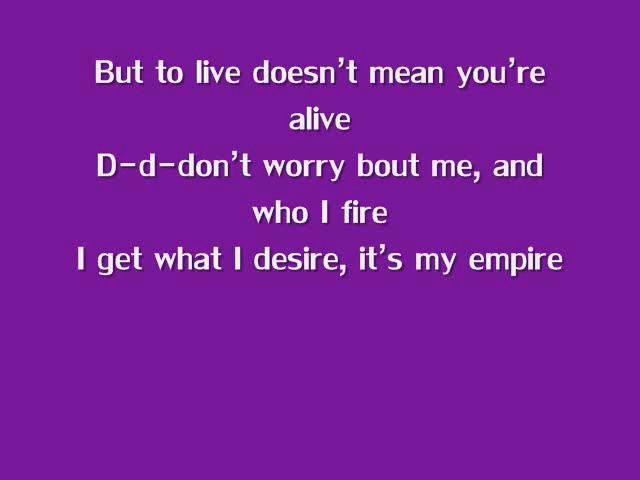 But to live doesn't mean you're
alive
D-d-don't worry bout me, and
who I fire
I get what I desire, it's my empire